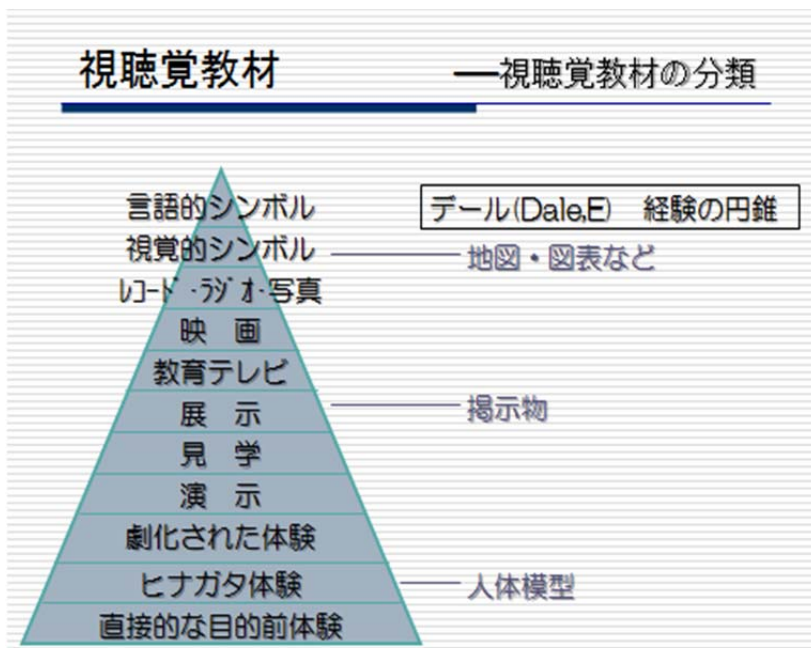 視聴覚教材
―視聴覚教材の分類
デール(Dale,E) 経験の円錐
言語的シンボル
視覚的シンボル
地図・図表など
ﾚｺｰﾄﾞ・ﾗｼﾞｵ・写真
映 画
教育テレビ
展 示
掲示物
見 学
演 示
劇化された体験
ヒナガタ体験
人体模型
直接的な目的前体験